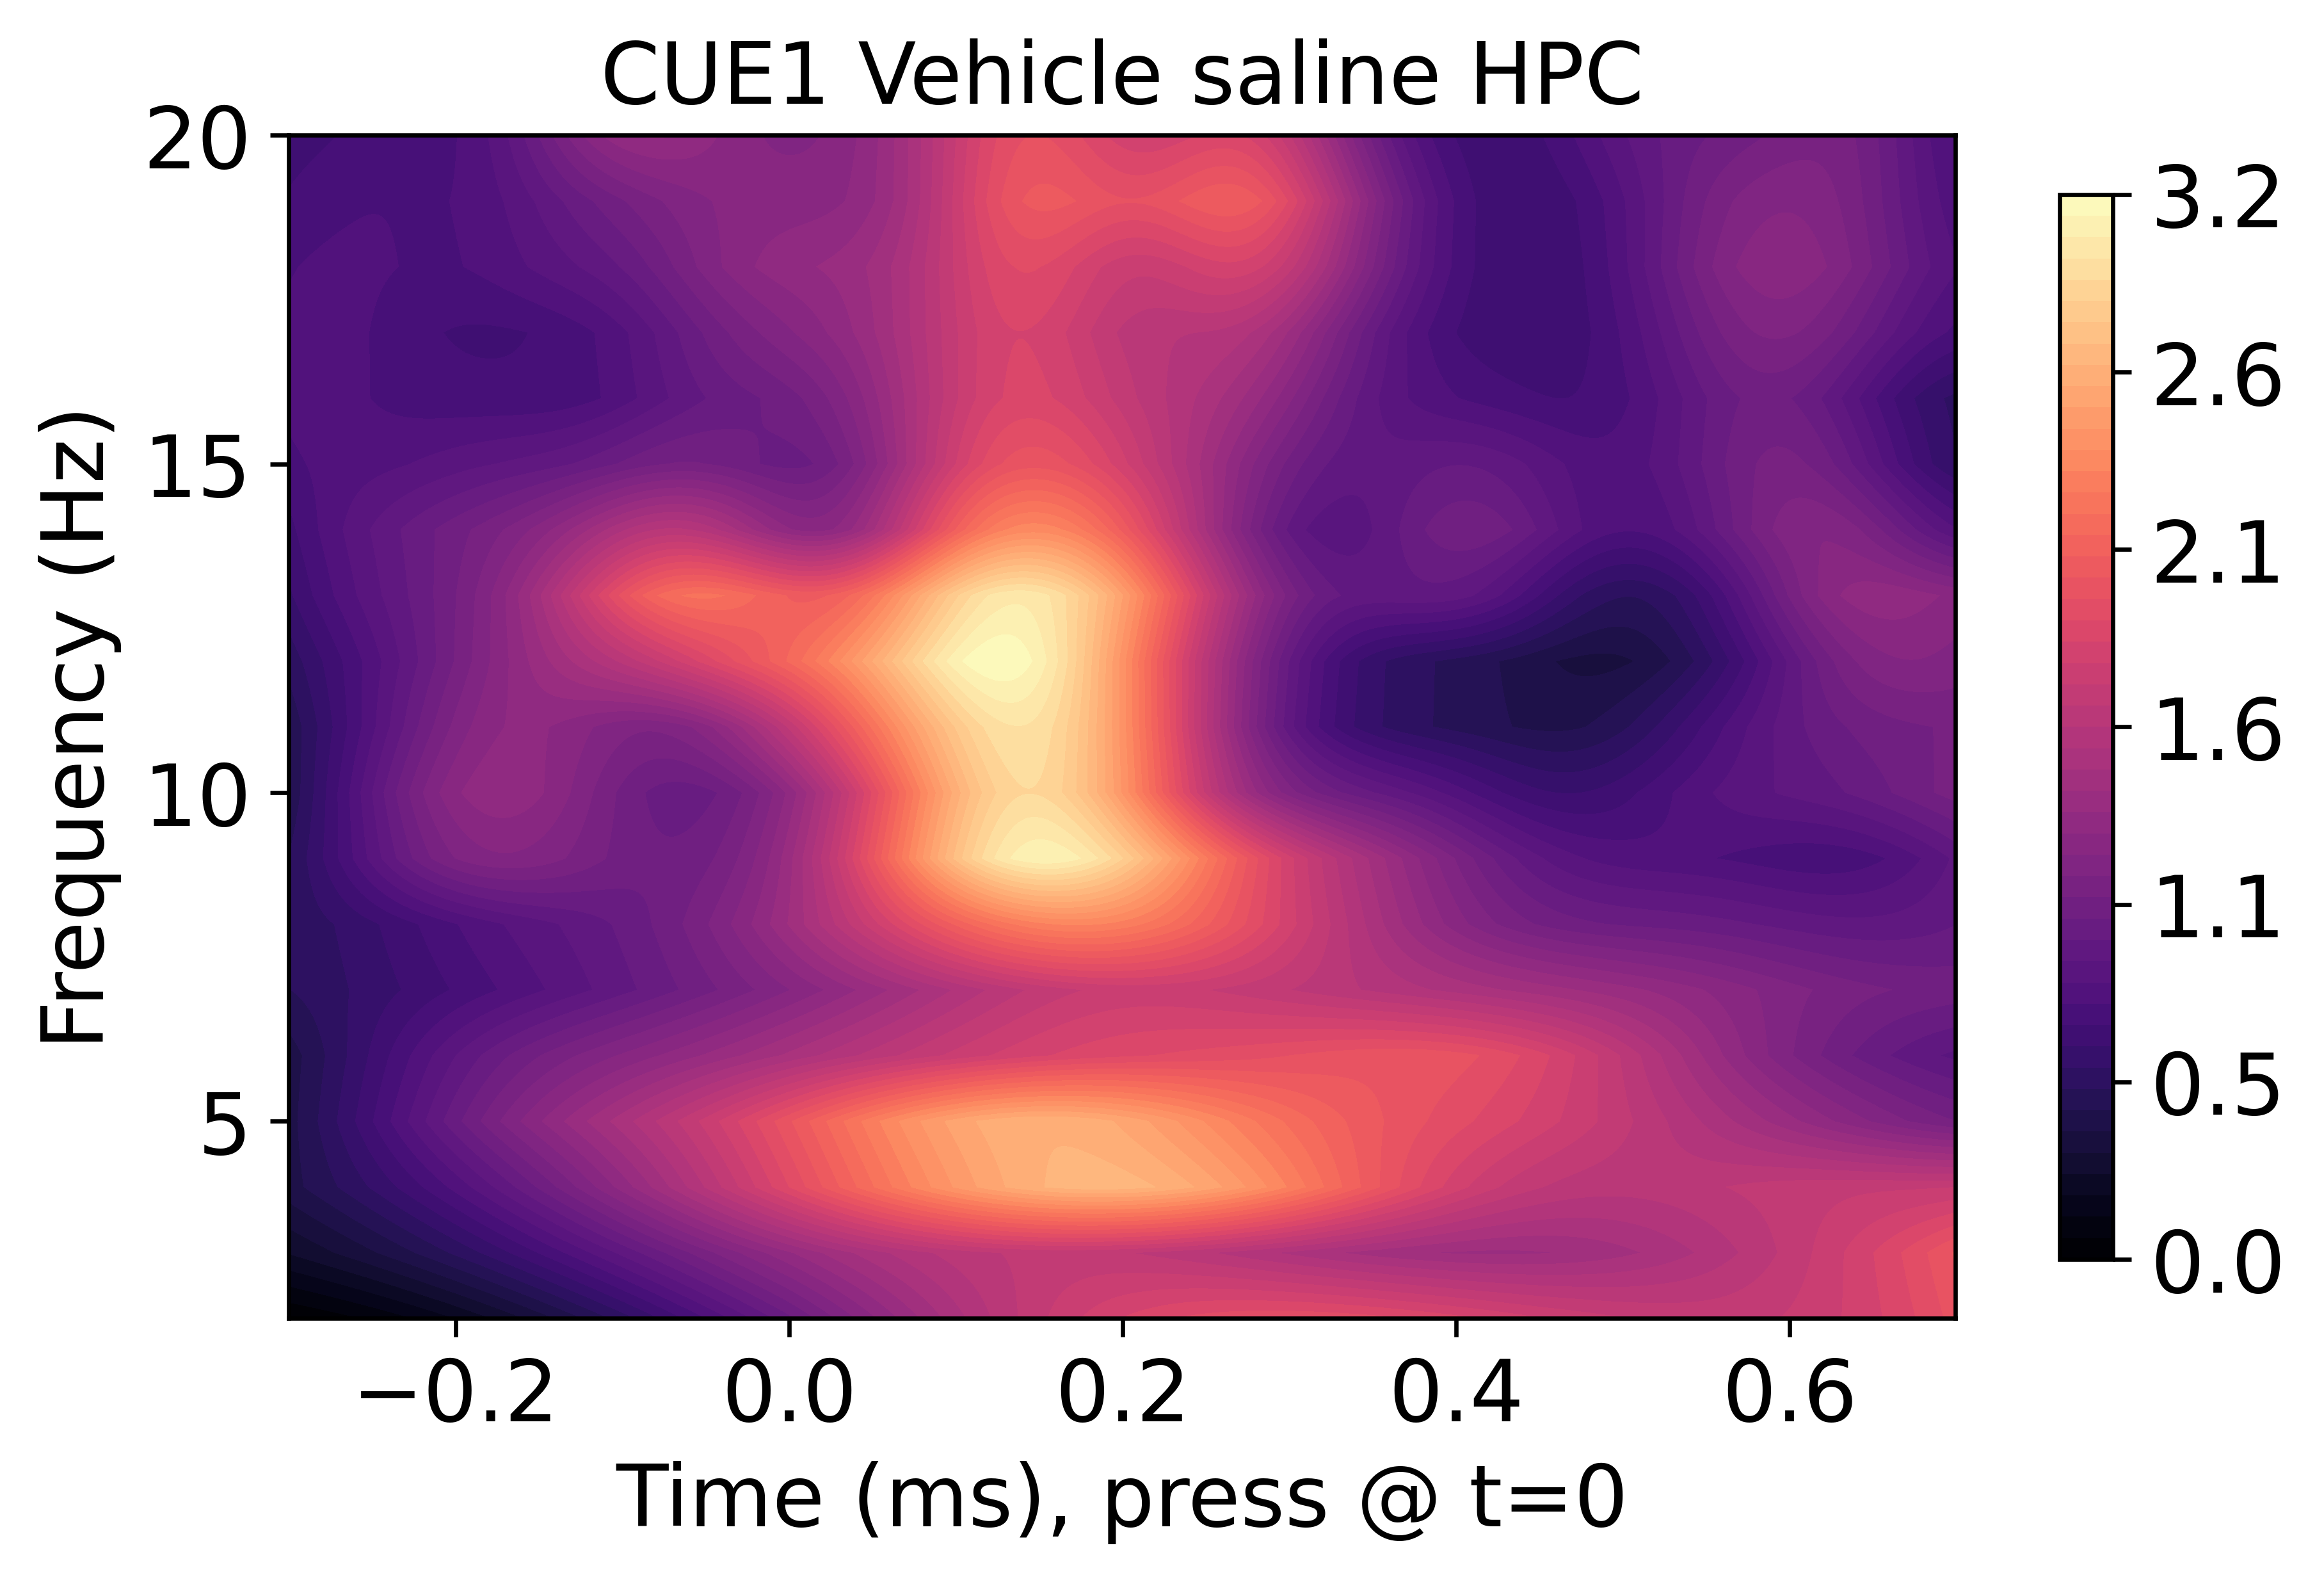 CUE1 Vehicle saline HPC
20
15
10
5
Frequency (Hz)
−0.2 0.0 0.2 0.4 0.6
Time (ms), press @ t=0
3.2
2.6
2.1
1.6
1.1
0.5
0.0